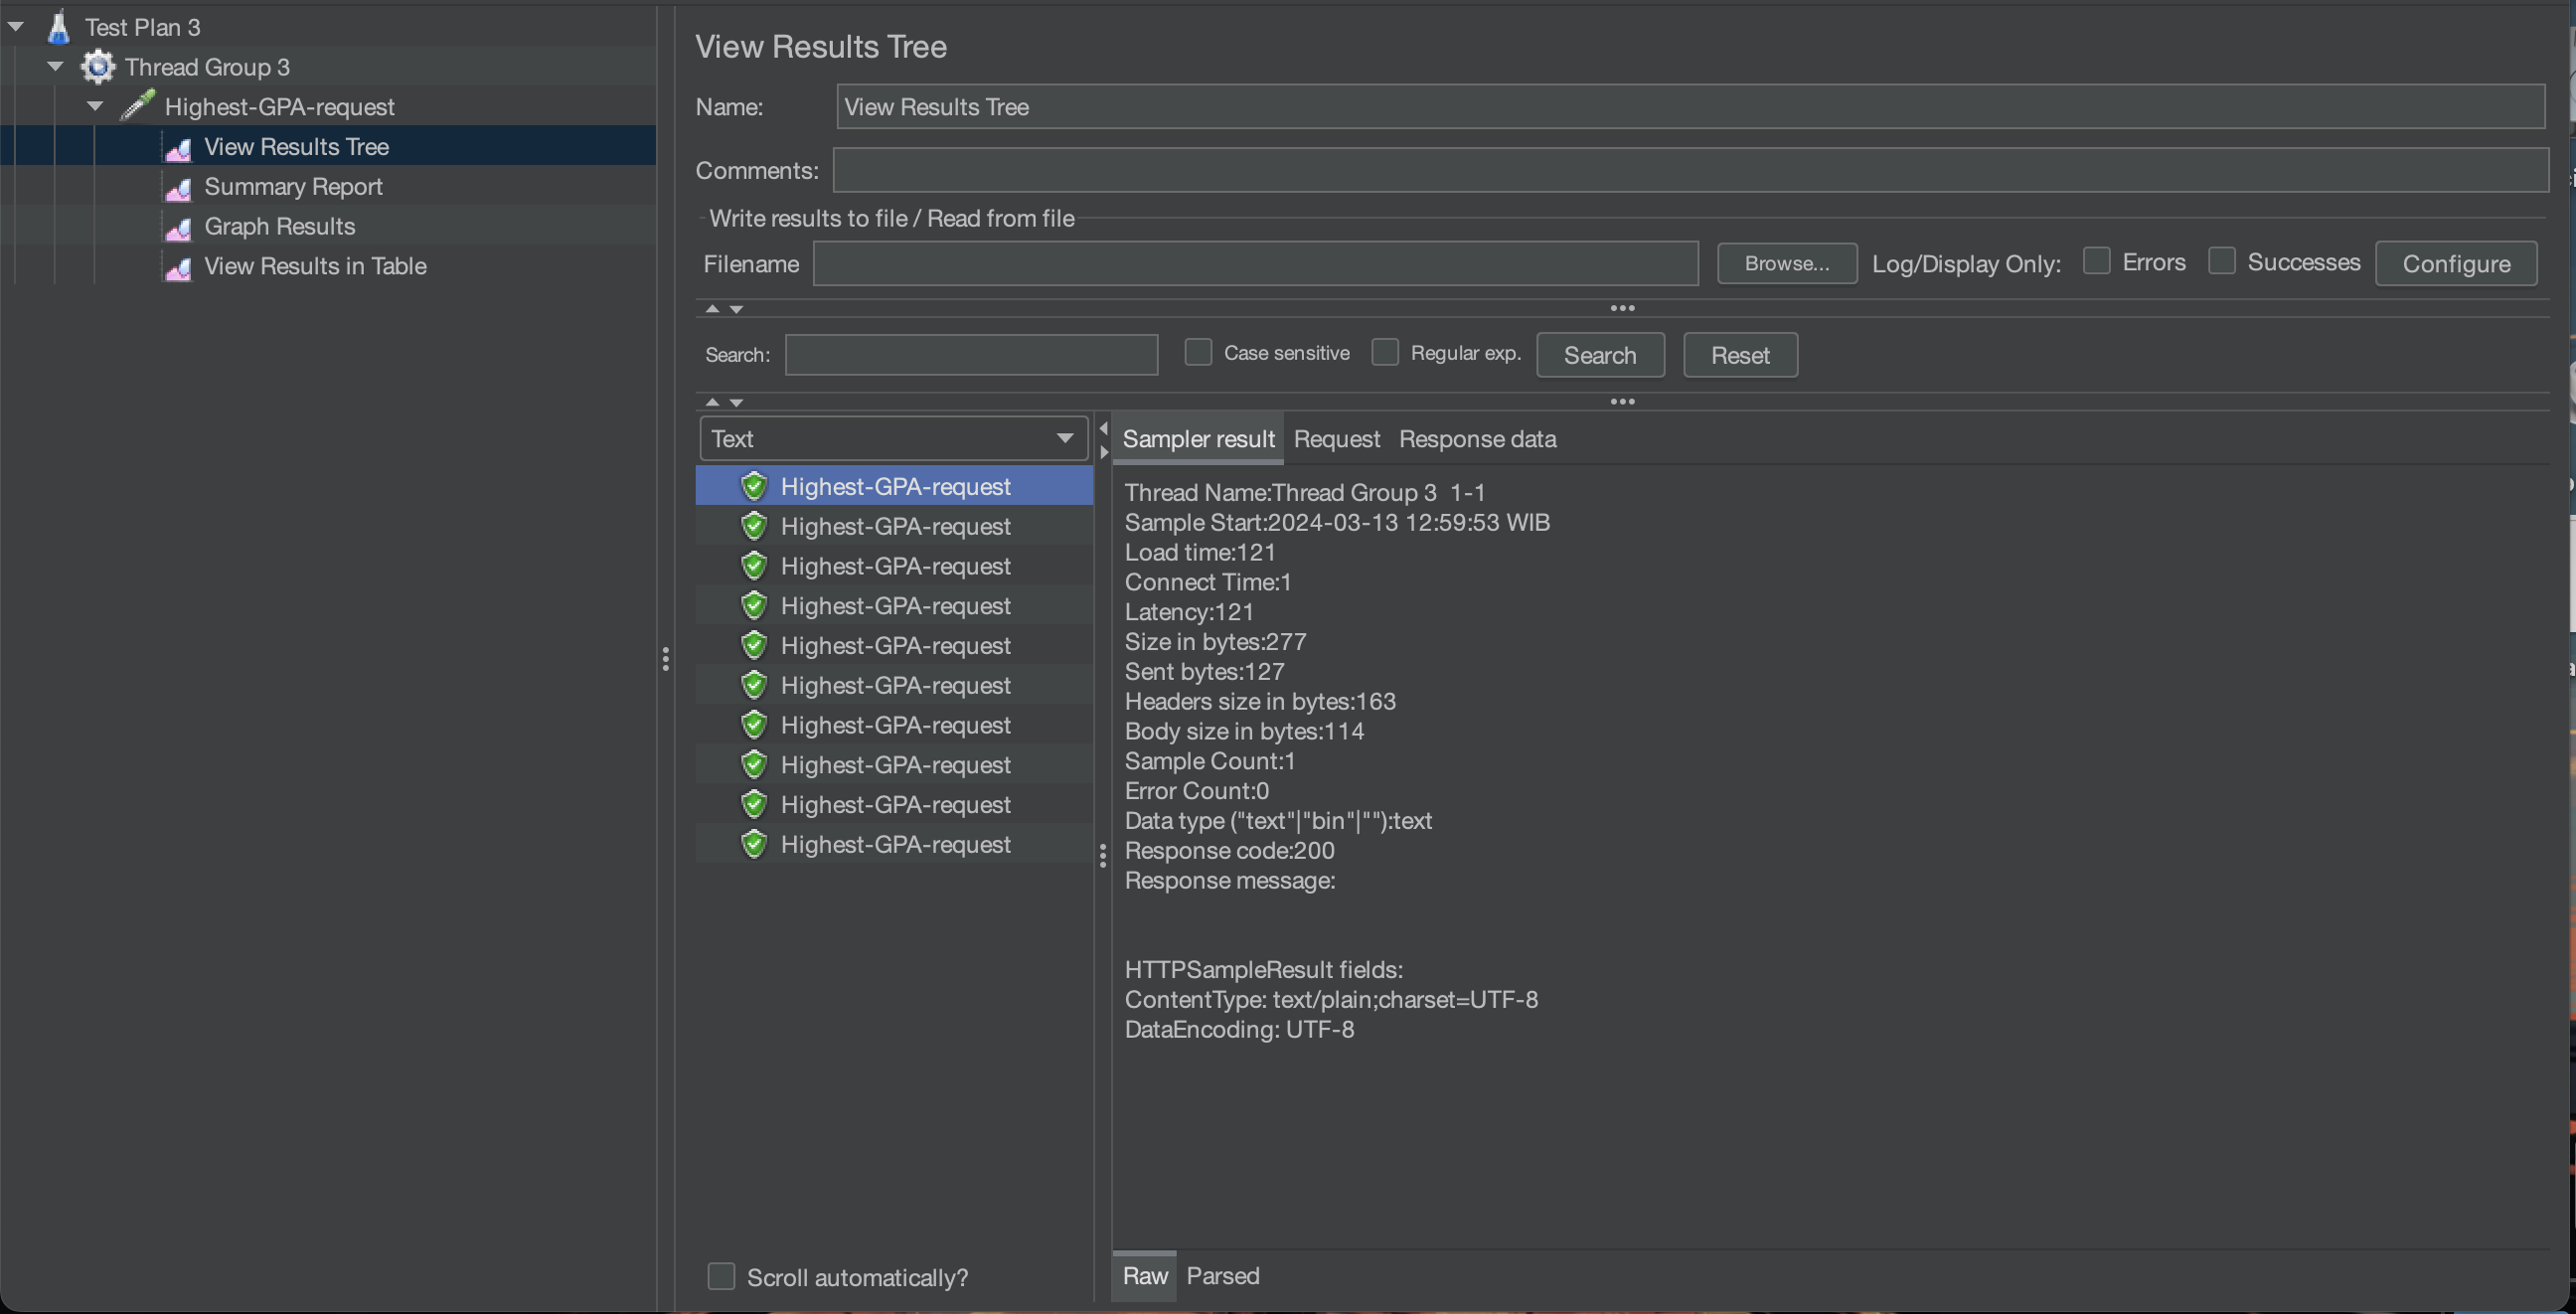 Test Plan 3
Thread Group 3
Highest-GPA-request
View Results Tree
Summary Report
Graph Results
View Results in Table
View Results Tree
Name: View Results Tree
Comments:
Write results to file / Read from file
Filename Browse... Log/Display Only: Errors Successes Configure
Search: Case sensitive Regular exp. Search Reset
Text
Highest-GPA-request
Highest-GPA-request
Highest-GPA-request
Highest-GPA-request
Highest-GPA-request
Highest-GPA-request
Highest-GPA-request
Highest-GPA-request
Highest-GPA-request
Highest-GPA-request
Scroll automatically?
Sampler result Request Response data
Thread Name:Thread Group 3 1-1
Sample Start:2024-03-13 12:59:53 WIB
Load time:121
Connect Time:1
Latency:121
Size in bytes:277
Sent bytes:127
Headers size in bytes:163
Body size in bytes:114
Sample Count:1
Error Count:0
Data type ("text"|"bin"|""):text
Response code:200
Response message:
HTTPSampleResult fields:
ContentType: text/plain;charset=UTF-8
DataEncoding: UTF-8
Raw Parsed